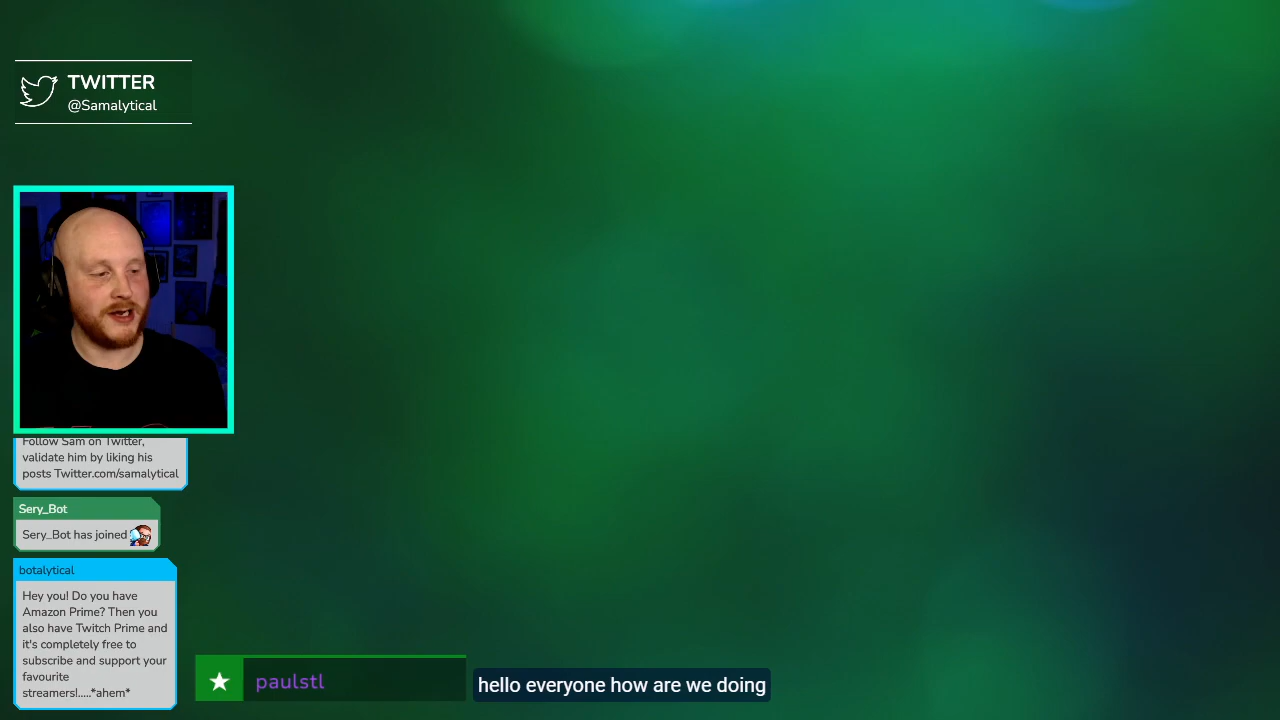 TWITTER
@Samalytical
Follow Sam on Twitter,
validate him by liking his
posts Twitter.com/samalytical
Sery_Bot
Sery_Bot has joined
botalytical
Hey you! Do you have
Amazon Prime? Then you
also have Twitch Prime and
it's completely free to
subscribe and support your
favourite
streamers!.....*ahem*
paulstl
hello everyone how are we doing